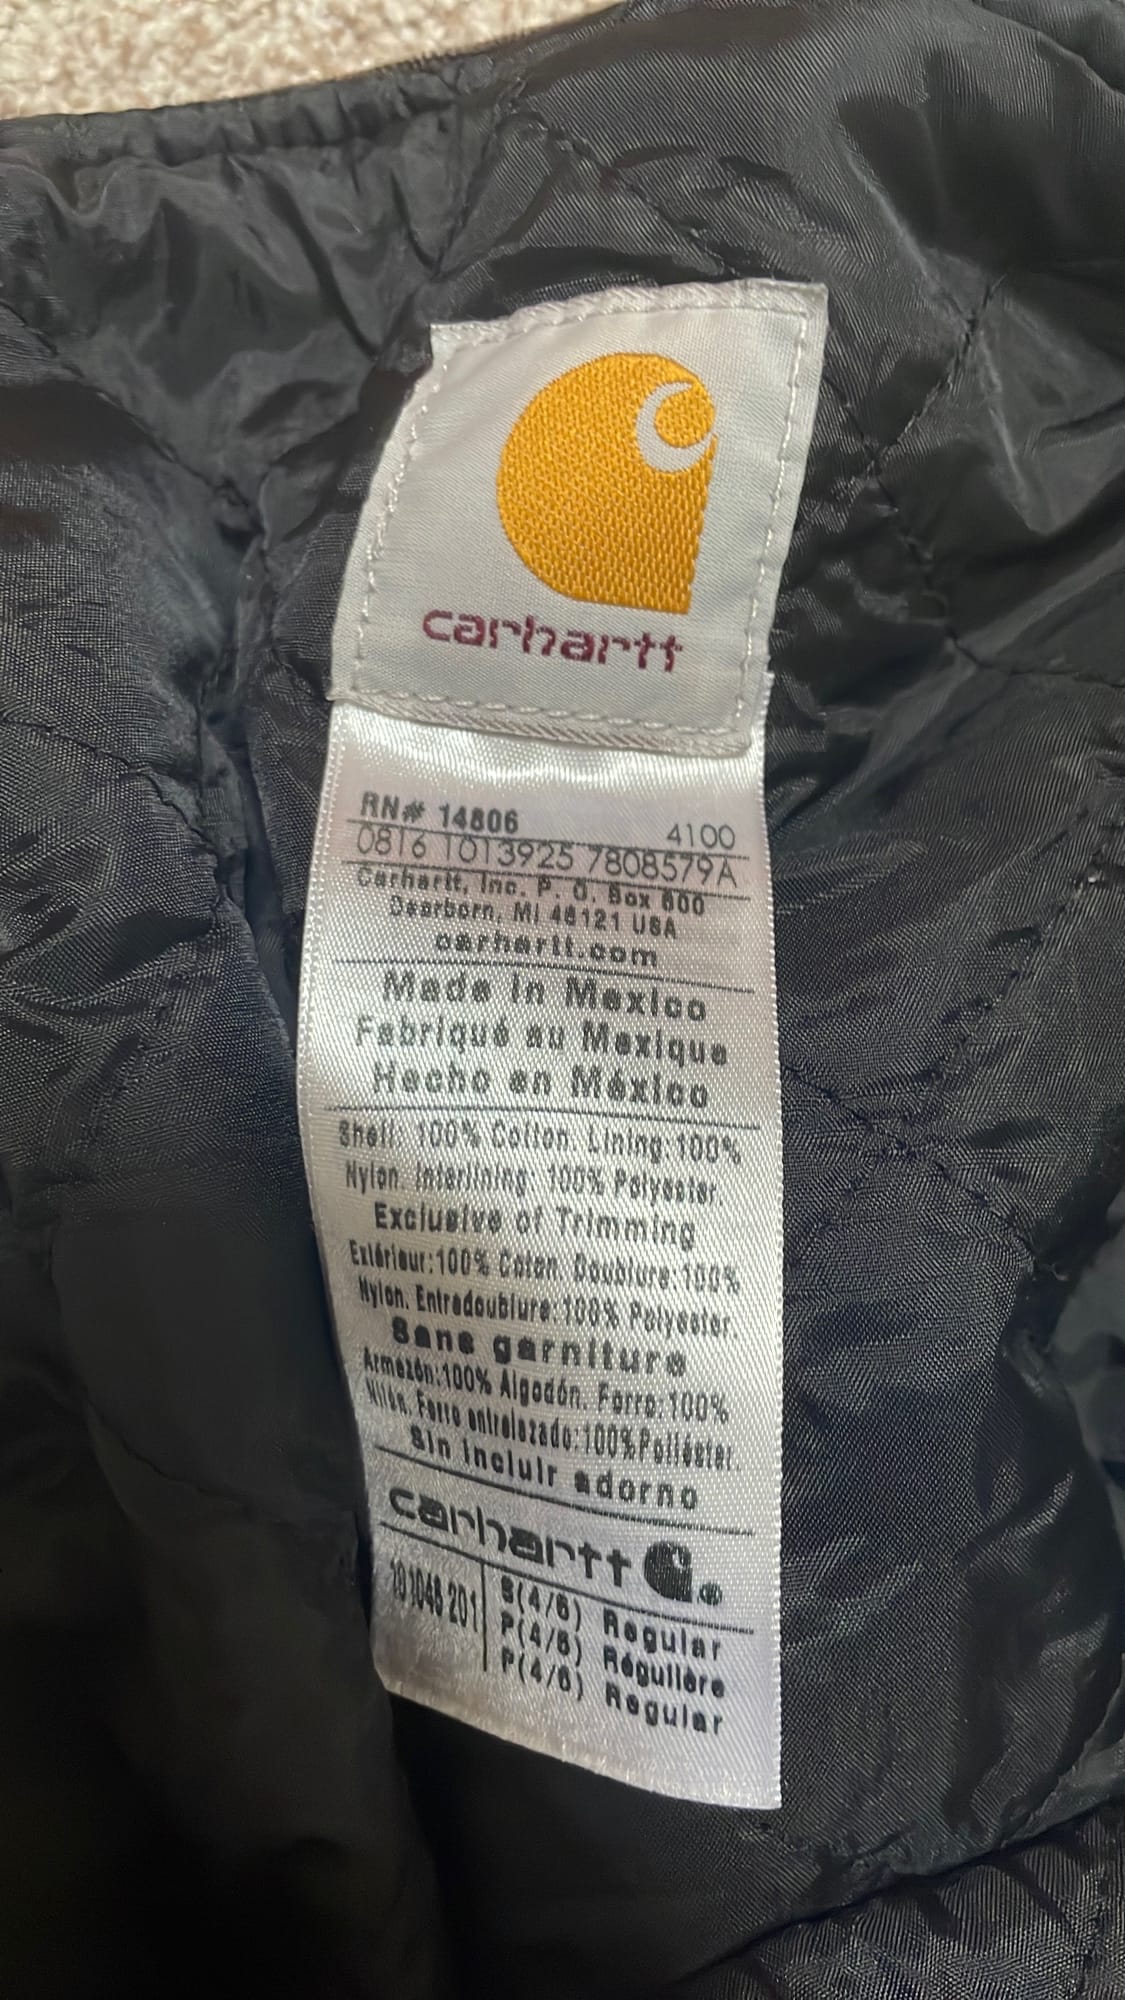 carhartt
RN# 14806 4100
0816 1013925 7808579A
Carhartt, Inc. P. O. Box 600
Dearborn, MI 48121 USA
carhartt.com
Made in Mexico
Fabriqué au Mexique
Hecho en México
Shell: 100% Cotton. Lining:100%
Nylon. Interlining: 100% Polyester.
Exclusive of Trimming
Extérieur:100% Coton. Doublure:100%
Nylon. Entredoublure:100% Polyester.
Sans garniture
Armazón:100% Algodón. Forro:100%
Nilón. Forro entrelazado:100%Poliéster.
Sin incluir adorno
carhartt
101048 201 S(4/6) Regular
P(4/6) Régulière
P(4/6) Regular